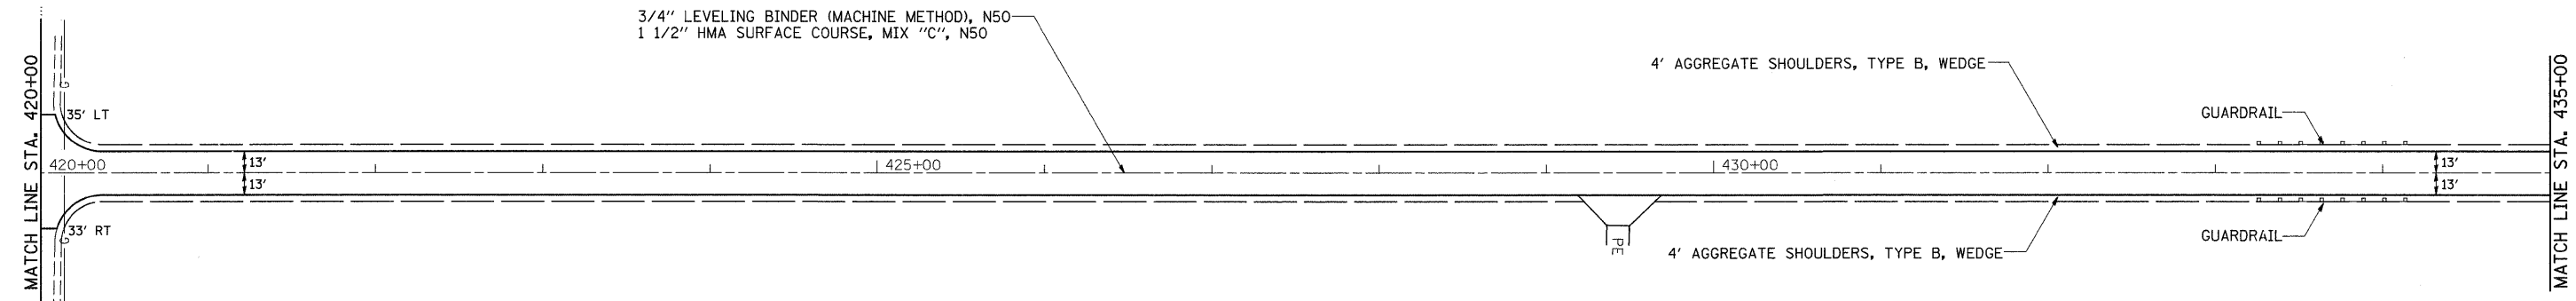 3/4" LEVELING BINDER (MACHINE METHOD), N50
1 1/2" HMA SURFACE COURSE, MIX "C", N50
4' AGGREGATE SHOULDERS, TYPE B, WEDGE
GUARDRAIL
MATCH LINE STA. 420+00
35' LT
G
420+00
13'
13'
425+00
430+00
13'
13'
33' RT
G
PE
4' AGGREGATE SHOULDERS, TYPE B, WEDGE
GUARDRAIL
MATCH LINE STA. 435+00